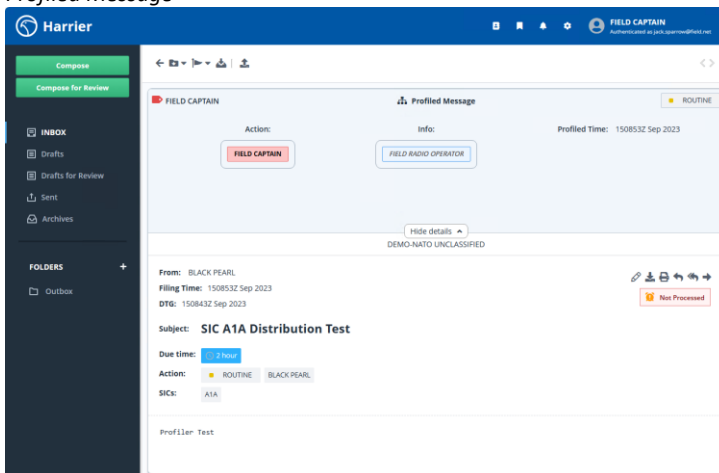 Profiled Message
Harrier
FIELD CAPTAIN
Authenticated as jack.sparrow@field.net
Compose
Compose for Review
INBOX
Drafts
Drafts for Review
Sent
Archives
FOLDERS +
Outbox
FIELD CAPTAIN
Profiled Message
ROUTINE
Action:
Info:
Profiled Time: 150853Z Sep 2023
FIELD CAPTAIN
FIELD RADIO OPERATOR
Hide details
DEMO-NATO UNCLASSIFIED
From: BLACK PEARL
Filing Time: 150853Z Sep 2023
DTG: 150843Z Sep 2023
Not Processed
Subject: SIC A1A Distribution Test
Due time: 2 hour
Action: ROUTINE BLACK PEARL
SICs: A1A
Profiler Test